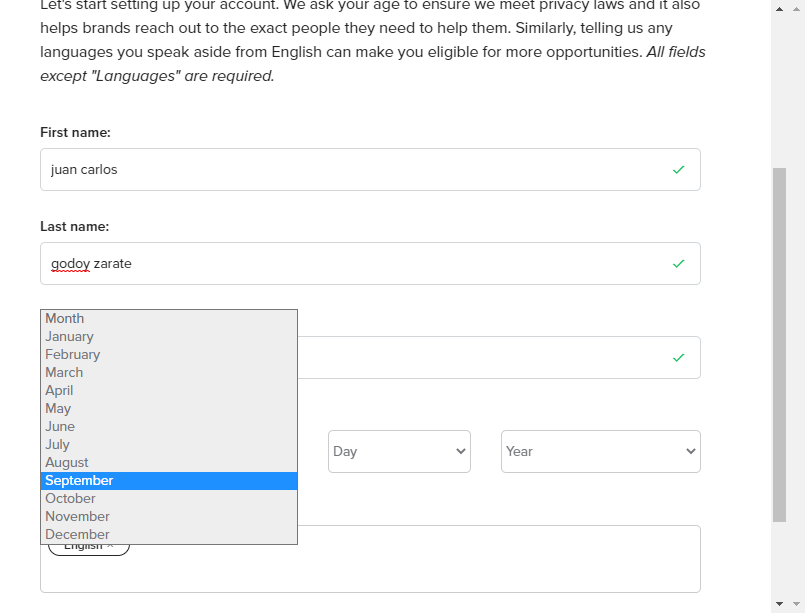 Let's start setting up your account. We ask your age to ensure we meet privacy laws and it also
helps brands reach out to the exact people they need to help them. Similarly, telling us any
languages you speak aside from English can make you eligible for more opportunities. All fields
except "Languages" are required.
First name:
juan carlos
Last name:
godoy zarate
Month
January
February
March
April
May
June
July
August
September
October
November
December
Day
Year
English ×